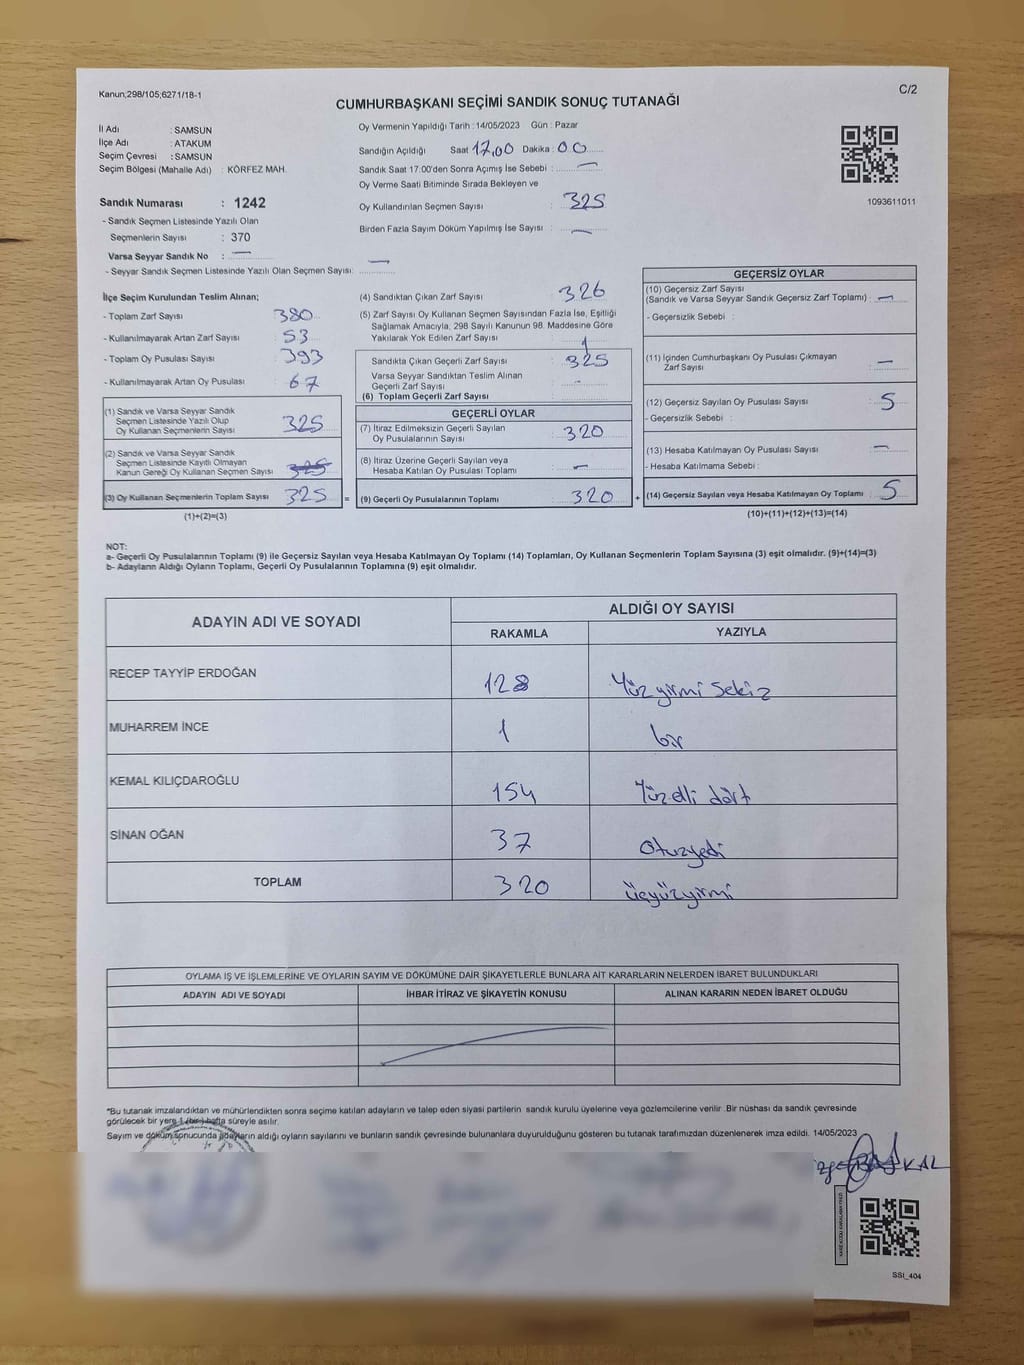 Kanun;298/105;6271/18-1
C/2
CUMHURBAŞKANI SEÇİMİ SANDIK SONUÇ TUTANAĞI
İl Adı : SAMSUN
İlçe Adı : ATAKUM
Seçim Çevresi : SAMSUN
Seçim Bölgesi (Mahalle Adı) : KÖRFEZ MAH.
Sandık Numarası : 1242
- Sandık Seçmen Listesinde Yazılı Olan
Seçmenlerin Sayısı : 370
Varsa Seyyar Sandık No : —
- Seyyar Sandık Seçmen Listesinde Yazılı Olan Seçmen Sayısı: —
Oy Vermenin Yapıldığı Tarih : 14/05/2023 Gün : Pazar
Sandığın Açıldığı Saat 17,00 Dakika : 00
Sandık Saat 17:00'den Sonra Açımış İse Sebebi : —
Oy Verme Saati Bitiminde Sırada Bekleyen ve
Oy Kullandırılan Seçmen Sayısı : 325
Birden Fazla Sayım Döküm Yapılmış İse Sayısı : —
1093611011
İlçe Seçim Kurulundan Teslim Alınan;
- Toplam Zarf Sayısı : 380
- Kullanılmayarak Artan Zarf Sayısı : 53
- Toplam Oy Pusulası Sayısı : 393
- Kullanılmayarak Artan Oy Pusulası : 67
(1) Sandık ve Varsa Seyyar Sandık
Seçmen Listesinde Yazılı Olup
Oy Kullanan Seçmenlerin Sayısı : 325
(2) Sandık ve Varsa Seyyar Sandık
Seçmen Listesinde Kayıtlı Olmayan
Kanun Gereği Oy Kullanan Seçmen Sayısı : 325
(3) Oy Kullanan Seçmenlerin Toplam Sayısı : 325 =
(1)+(2)=(3)
(4) Sandıktan Çıkan Zarf Sayısı : 326
(5) Zarf Sayısı Oy Kullanan Seçmen Sayısından Fazla İse, Eşitliği
Sağlamak Amacıyla, 298 Sayılı Kanunun 98. Maddesine Göre
Yakılarak Yok Edilen Zarf Sayısı : 1
Sandıkta Çıkan Geçerli Zarf Sayısı : 325
Varsa Seyyar Sandıktan Teslim Alınan
Geçerli Zarf Sayısı : -
(6) Toplam Geçerli Zarf Sayısı :
GEÇERLİ OYLAR
(7) İtiraz Edilmeksizin Geçerli Sayılan
Oy Pusulalarının Sayısı : 320
(8) İtiraz Üzerine Geçerli Sayılan veya
Hesaba Katılan Oy Pusulası Toplamı : —
(9) Geçerli Oy Pusulalarının Toplamı : 320 +
GEÇERSİZ OYLAR
(10) Geçersiz Zarf Sayısı
(Sandık ve Varsa Seyyar Sandık Geçersiz Zarf Toplamı) : —
- Geçersizlik Sebebi :
(11) İçinden Cumhurbaşkanı Oy Pusulası Çıkmayan
Zarf Sayısı : —
(12) Geçersiz Sayılan Oy Pusulası Sayısı : 5
- Geçersizlik Sebebi :
(13) Hesaba Katılmayan Oy Pusulası Sayısı : —
- Hesaba Katılmama Sebebi :
(14) Geçersiz Sayılan veya Hesaba Katılmayan Oy Toplamı : 5
(10)+(11)+(12)+(13)=(14)
NOT:
a- Geçerli Oy Pusulalarının Toplamı (9) ile Geçersiz Sayılan veya Hesaba Katılmayan Oy Toplamı (14) Toplamları, Oy Kullanan Seçmenlerin Toplam Sayısına (3) eşit olmalıdır. (9)+(14)=(3)
b- Adayların Aldığı Oyların Toplamı, Geçerli Oy Pusulalarının Toplamına (9) eşit olmalıdır.
ADAYIN ADI VE SOYADI ALDIĞI OY SAYISI
RAKAMLA YAZIYLA
RECEP TAYYİP ERDOĞAN 128 Yüzyirmi sekiz
MUHARREM İNCE 1 bir
KEMAL KILIÇDAROĞLU 154 Yüzelli dört
SİNAN OĞAN 37 Otuzyedi
TOPLAM 320 üçyüzyirmi
OYLAMA İŞ VE İŞLEMLERİNE VE OYLARIN SAYIM VE DÖKÜMÜNE DAİR ŞİKAYETLERLE BUNLARA AİT KARARLARIN NELERDEN İBARET BULUNDUKLARI
ADAYIN ADI VE SOYADI İHBAR İTİRAZ VE ŞİKAYETİN KONUSU ALINAN KARARIN NEDEN İBARET OLDUĞU
*Bu tutanak imzalandıktan ve mühürlendikten sonra seçime katılan adayların ve talep eden siyasi partilerin sandık kurulu üyelerine veya gözlemcilerine verilir .Bir nüshası da sandık çevresinde
görülecek bir yere 1 (bir) hafta süreyle asılır.
Sayım ve döküm sonucunda adayların aldığı oyların sayılarını ve bunların sandık çevresinde bulunanlara duyurulduğunu gösteren bu tutanak tarafımızdan düzenlenerek imza edildi. 14/05/2023
SSI_404